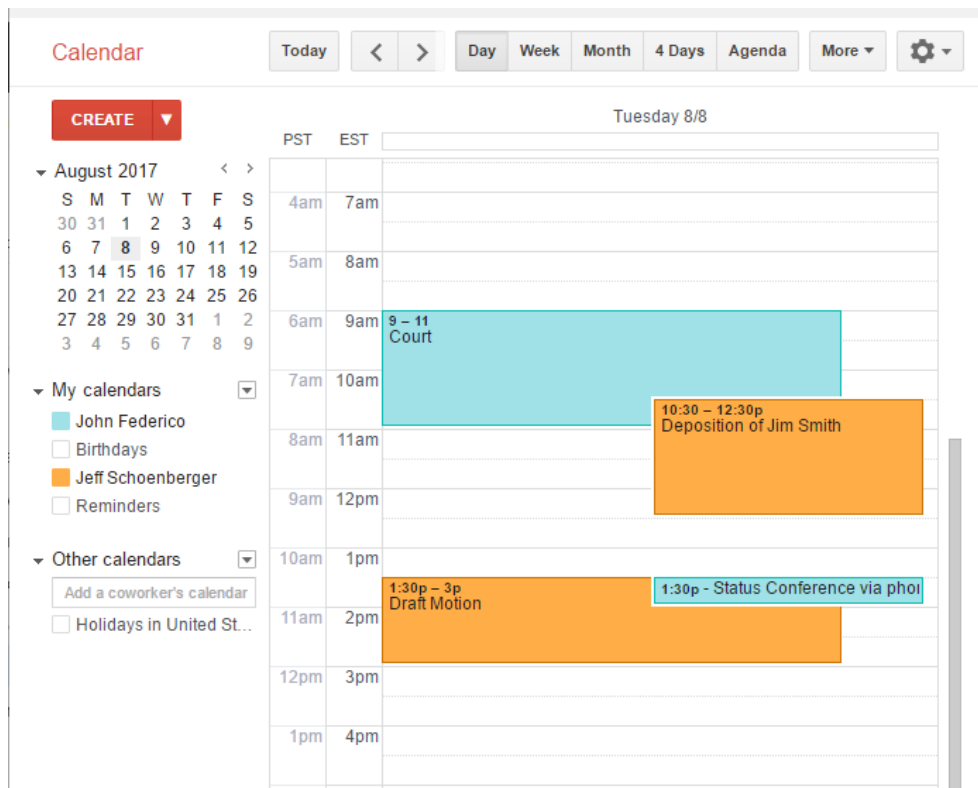 Calendar
Today
Day Week Month 4 Days Agenda
More
CREATE
Tuesday 8/8
PST EST
August 2017
S M T W T F S
30 31 1 2 3 4 5
6 7 8 9 10 11 12
13 14 15 16 17 18 19
20 21 22 23 24 25 26
27 28 29 30 31 1 2
3 4 5 6 7 8 9
My calendars
John Federico
Birthdays
Jeff Schoenberger
Reminders
Other calendars
Add a coworker's calendar
Holidays in United St...
4am 7am
5am 8am
6am 9am
9 – 11
Court
7am 10am
10:30 – 12:30p
Deposition of Jim Smith
8am 11am
9am 12pm
10am 1pm
1:30p – 3p
Draft Motion
1:30p - Status Conference via phon
11am 2pm
12pm 3pm
1pm 4pm